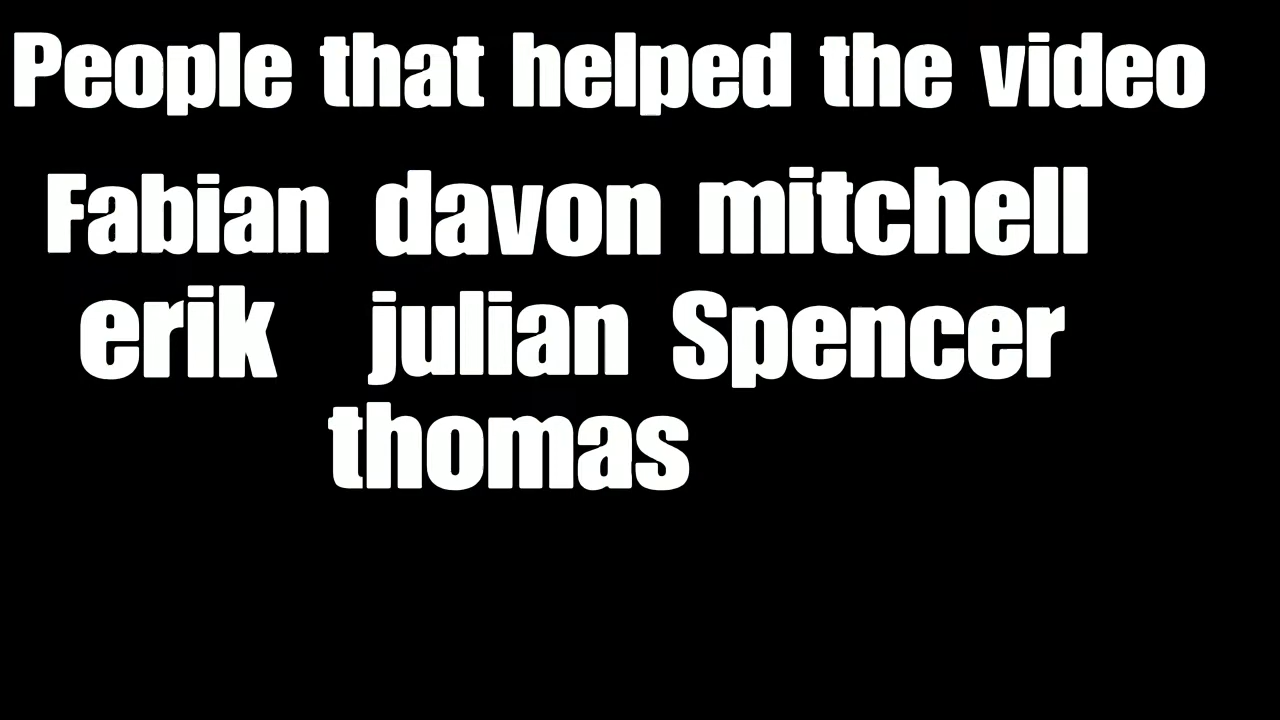 People that helped the video
Fabian davon mitchell
erik julian Spencer
thomas